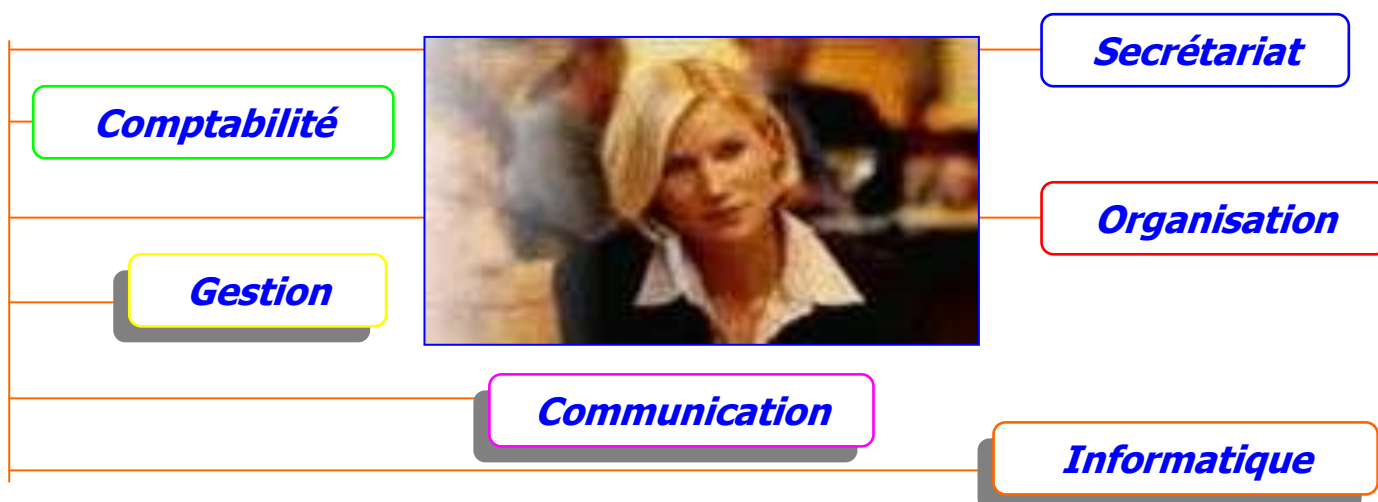 Secrétariat
Comptabilité
Organisation
Gestion
Communication
Informatique